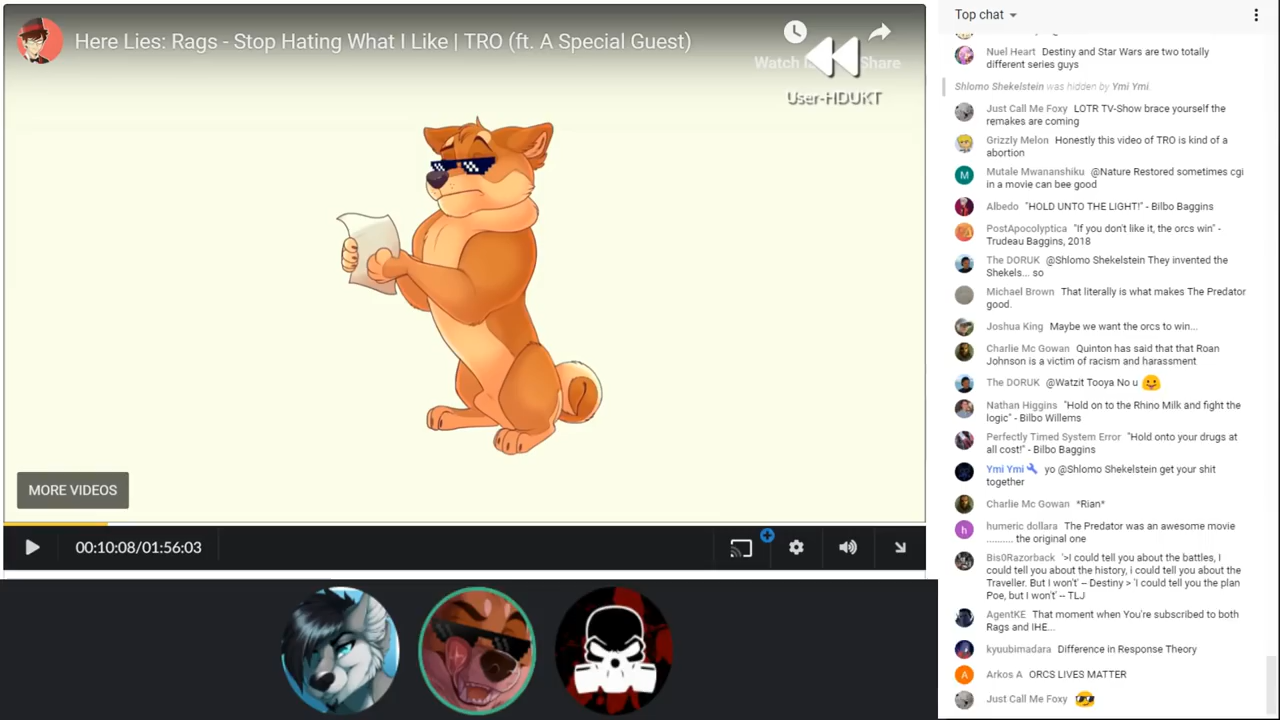 Here Lies: Rags - Stop Hating What I Like | TRO (ft. A Special Guest)
Share
User-HDUKT
MORE VIDEOS
00:10:08/01:56:03
Top chat
Nuel Heart Destiny and Star Wars are two totally
different series guys
Shlomo Shekelstein was hidden by Ymi Ymi.
Just Call Me Foxy LOTR TV-Show brace yourself the
remakes are coming
Grizzly Melon Honestly this video of TRO is kind of a
abortion
Mutale Mwananshiku @Nature Restored sometimes cgi
in a movie can bee good
Albedo "HOLD UNTO THE LIGHT!" - Bilbo Baggins
PostApocolyptica "If you don't like it, the orcs win" -
Trudeau Baggins, 2018
The DORUK @Shlomo Shekelstein They invented the
Shekels... so
Michael Brown That literally is what makes The Predator
good.
Joshua King Maybe we want the orcs to win...
Charlie Mc Gowan Quinton has said that that Roan
Johnson is a victim of racism and harassment
The DORUK @Watzit Tooya No u
Nathan Higgins "Hold on to the Rhino Milk and fight the
logic" - Bilbo Willems
Perfectly Timed System Error "Hold onto your drugs at
all cost!" - Bilbo Baggins
Ymi Ymi yo @Shlomo Shekelstein get your shit
together
Charlie Mc Gowan *Rian*
humeric dollara The Predator was an awesome movie
.......... the original one
Bis0Razorback '>I could tell you about the battles, I
could tell you about the history, i could tell you about the
Traveller. But I won't' -- Destiny > 'I could tell you the plan
Poe, but I won't' -- TLJ
AgentKE That moment when You're subscribed to both
Rags and IHE...
kyuubimadara Difference in Response Theory
Arkos A ORCS LIVES MATTER
Just Call Me Foxy